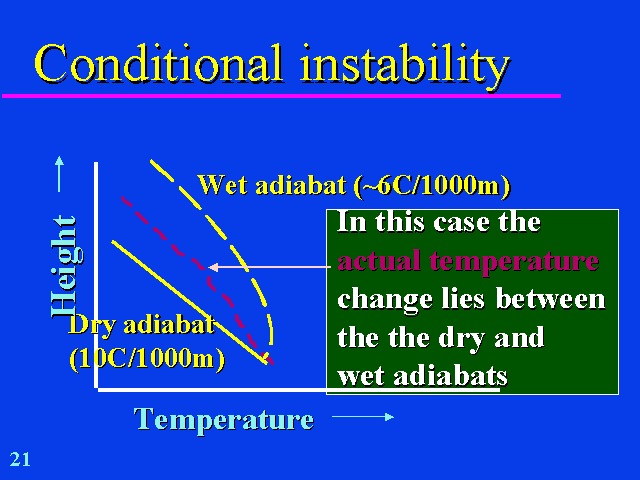 Conditional instability
Wet adiabat (~6C/1000m)
In this case the
actual temperature
change lies between
the the dry and
wet adiabats
Height
Dry adiabat
(10C/1000m)
Temperature
21